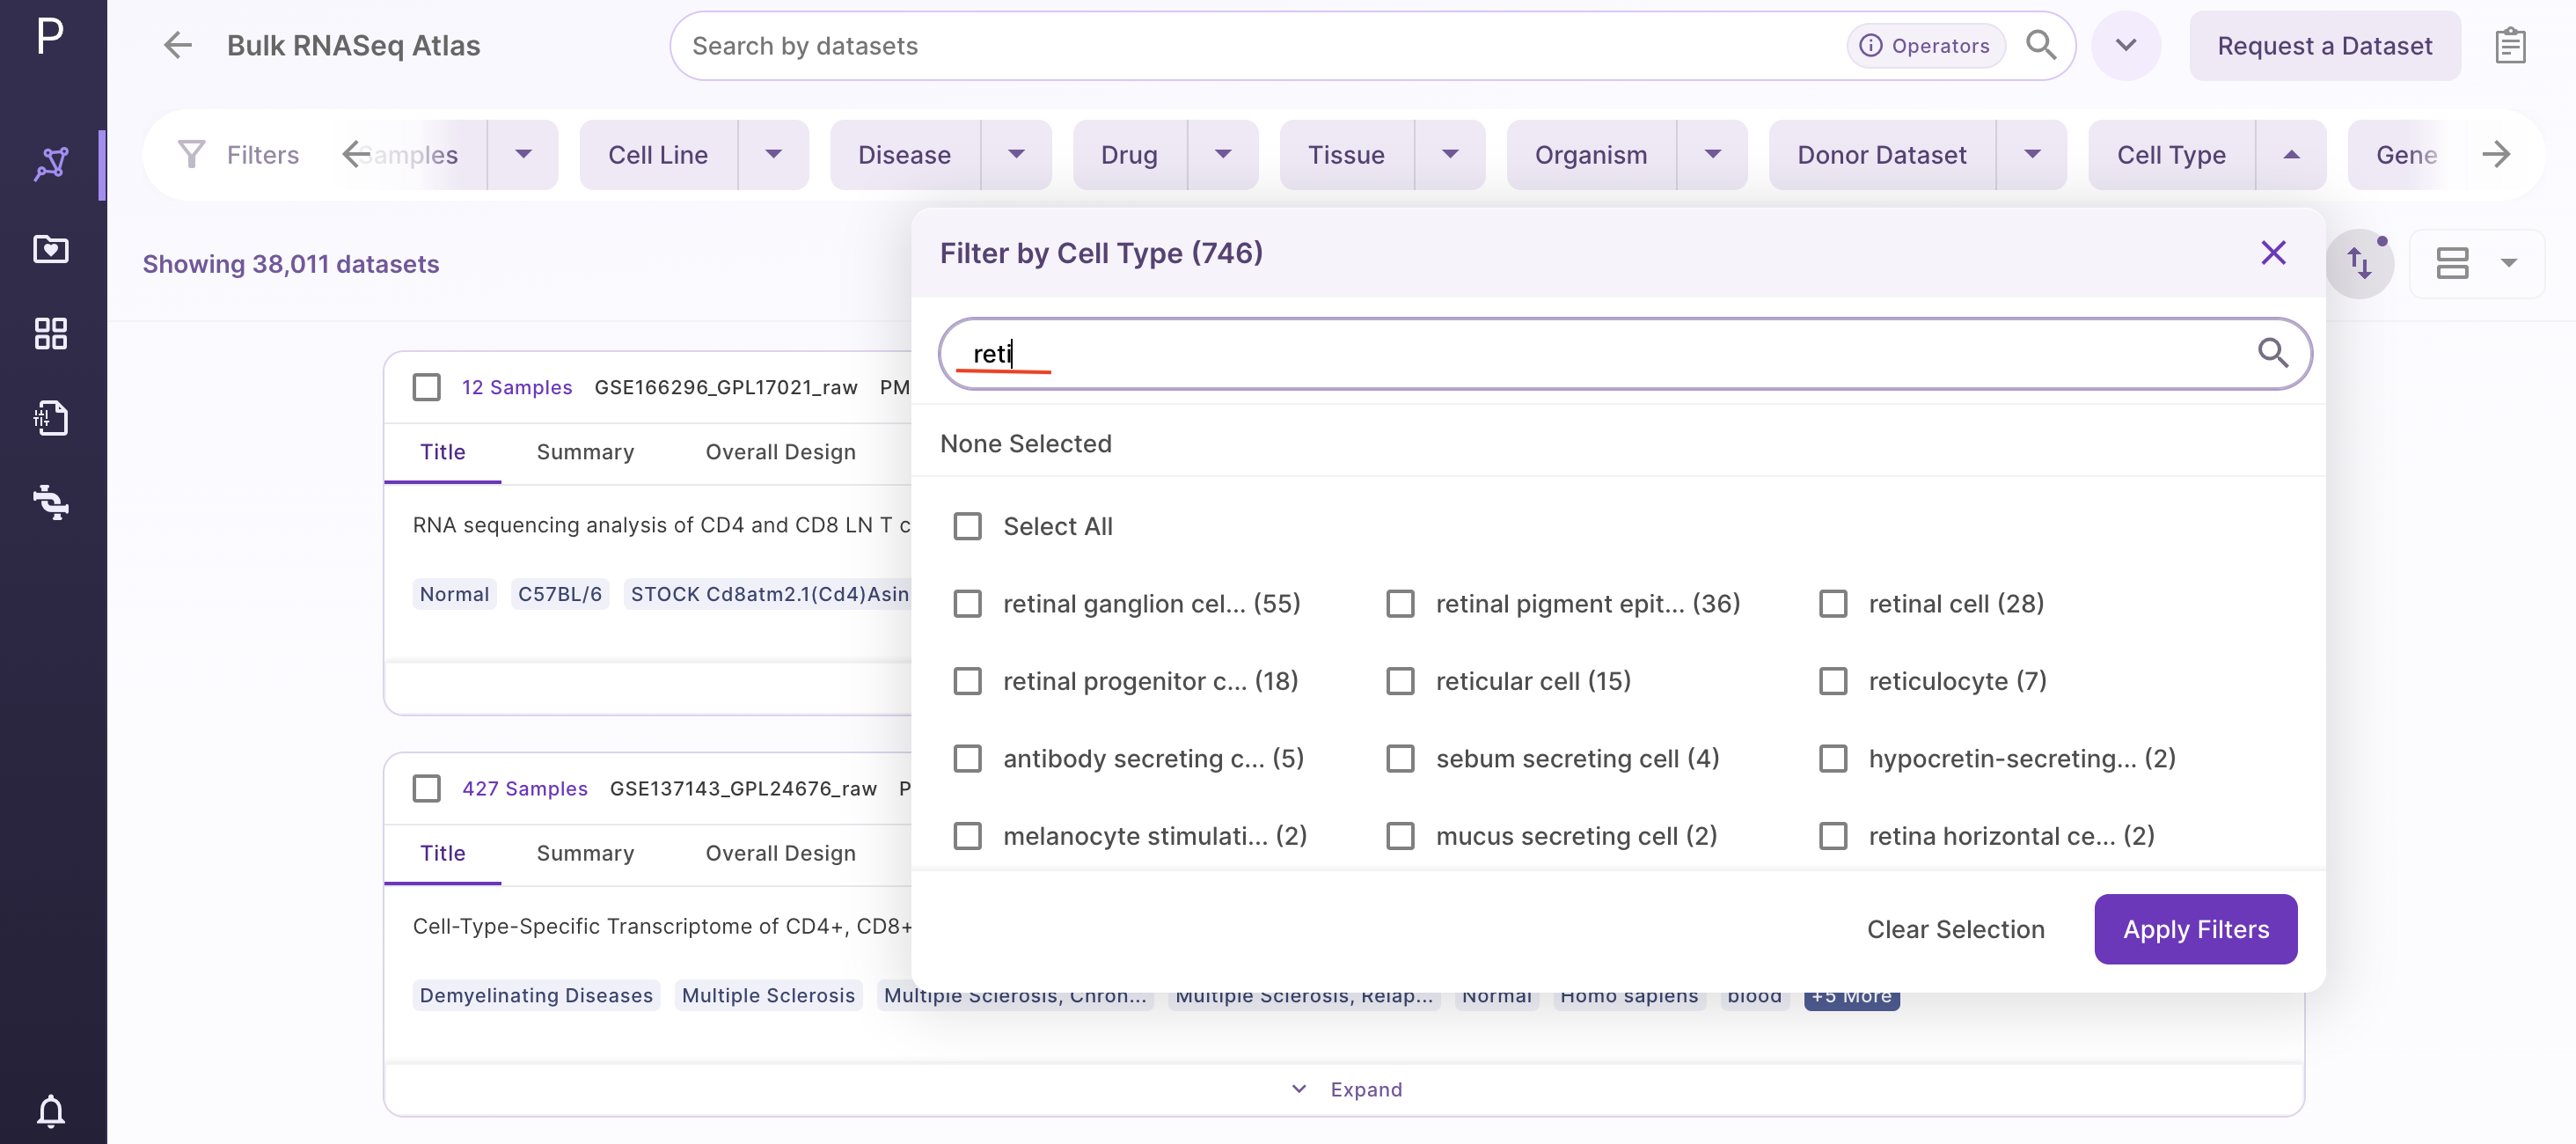 P
Bulk RNASeq Atlas
Search by datasets
Operators
Request a Dataset
Filters
Samples
Cell Line
Disease
Drug
Tissue
Organism
Donor Dataset
Cell Type
Gene
Showing 38,011 datasets
Filter by Cell Type (746)
reti
None Selected
Select All
retinal ganglion cel... (55)
retinal pigment epit... (36)
retinal cell (28)
retinal progenitor c... (18)
reticular cell (15)
reticulocyte (7)
antibody secreting c... (5)
sebum secreting cell (4)
hypocretin-secreting... (2)
melanocyte stimulati... (2)
mucus secreting cell (2)
retina horizontal ce... (2)
Clear Selection
Apply Filters
12 Samples GSE166296_GPL17021_raw PM
Title Summary Overall Design
RNA sequencing analysis of CD4 and CD8 LN T c
Normal C57BL/6 STOCK Cd8atm2.1(Cd4)Asin
427 Samples GSE137143_GPL24676_raw P
Title Summary Overall Design
Cell-Type-Specific Transcriptome of CD4+, CD8+
Demyelinating Diseases Multiple Sclerosis Multiple Sclerosis, Chron... Multiple Sclerosis, Relap... Normal Homo sapiens blood +5 More
Expand